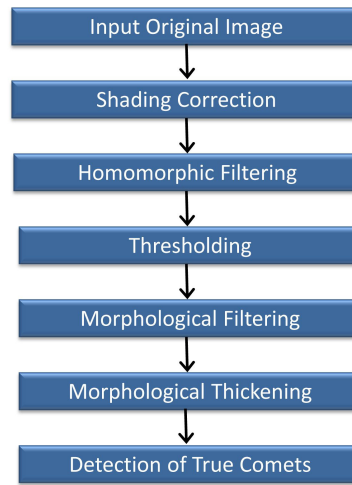 Input Original Image
Shading Correction
Homomorphic Filtering
Thresholding
Morphological Filtering
Morphological Thickening
Detection of True Comets